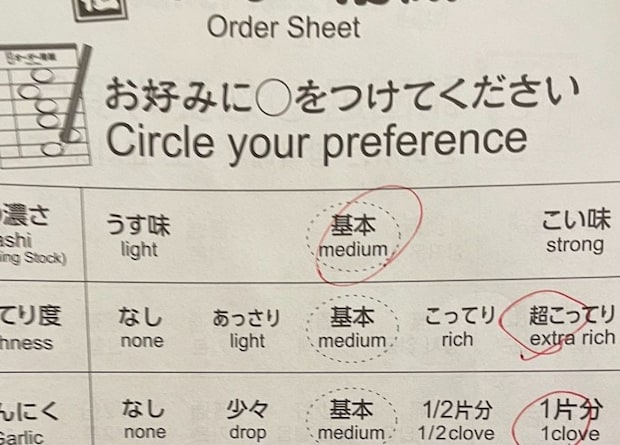 Order Sheet
お好みに○をつけてください
Circle your preference
濃さ うす味 基本 こい味
ashi light medium strong
ing Stock)
てり度 なし あっさり 基本 こってり 超こってり
hness none light medium rich extra rich
んにく なし 少々 基本 1/2片分 1片分
Garlic none drop medium 1/2clove 1clove